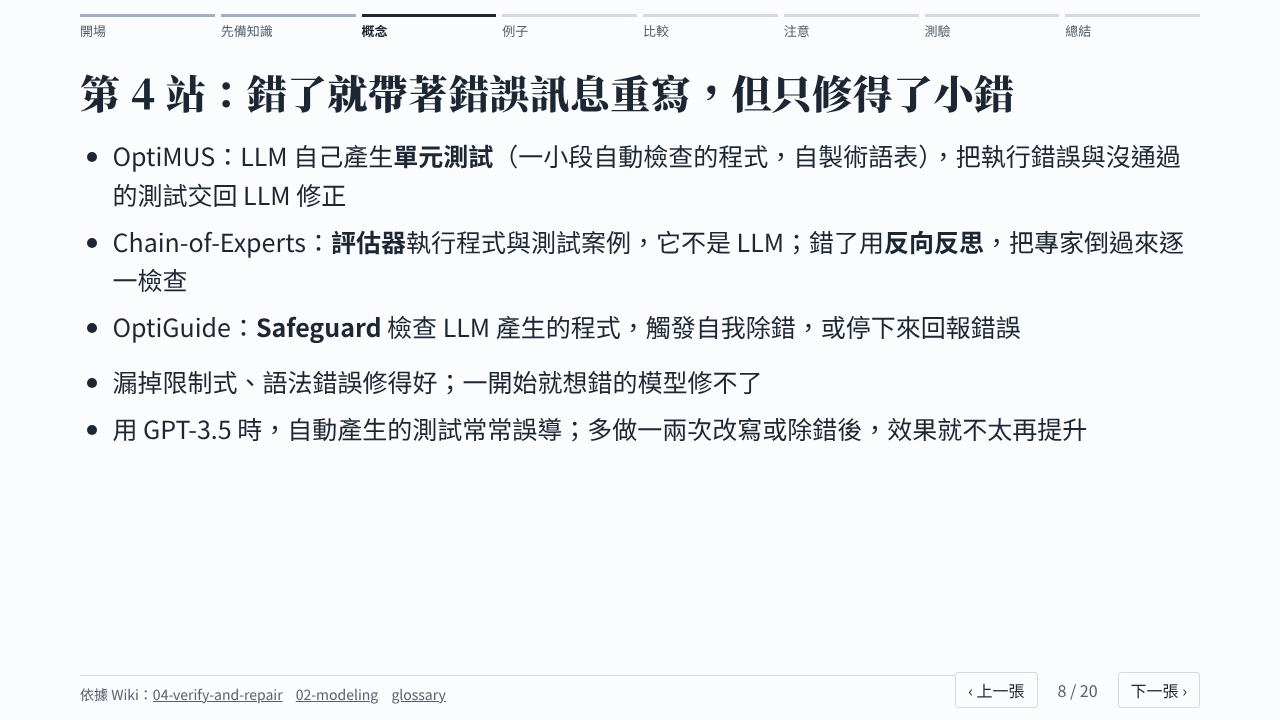 開場
先備知識
概念
例子
比較
注意
測驗
總結
第 4 站：錯了就帶著錯誤訊息重寫，但只修得了小錯
• OptiMUS：LLM 自己產生單元測試（一小段自動檢查的程式，自製術語表），把執行錯誤與沒通過
的測試交回 LLM 修正
• Chain-of-Experts：評估器執行程式與測試案例，它不是 LLM；錯了用反向反思，把專家倒過來逐
一檢查
• OptiGuide：Safeguard 檢查 LLM 產生的程式，觸發自我除錯，或停下來回報錯誤
• 漏掉限制式、語法錯誤修得好；一開始就想錯的模型修不了
• 用 GPT-3.5 時，自動產生的測試常常誤導；多做一兩次改寫或除錯後，效果就不太再提升
依據 Wiki：04-verify-and-repair 02-modeling glossary
‹ 上一張
8 / 20
下一張 ›